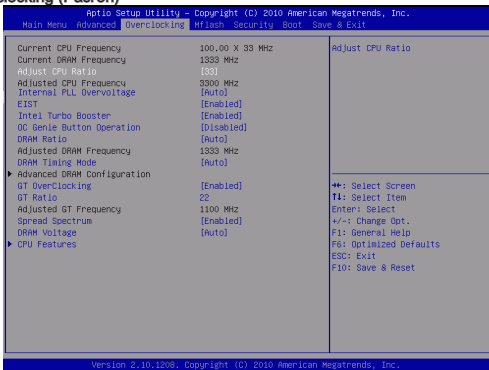 Aptio Setup Utility – Copyright (C) 2010 American Megatrends, Inc.
Main Menu Advanced Overclocking Mflash Security Boot Save & Exit
Current CPU Frequency 100.00 X 33 MHz
Current DRAM Frequency 1333 MHz
Adjust CPU Ratio [33]
Adjusted CPU Frequency 3300 MHz
Internal PLL Overvoltage [Auto]
EIST [Enabled]
Intel Turbo Booster [Enabled]
OC Genie Button Operation [Disabled]
DRAM Ratio [Auto]
Adjusted DRAM Frequency 1333 MHz
DRAM Timing Mode [Auto]
Advanced DRAM Configuration
GT OverClocking [Enabled]
GT Ratio 22
Adjusted GT Frequency 1100 MHz
Spread Spectrum [Enabled]
DRAM Voltage [Auto]
CPU Features
Adjust CPU Ratio
→←: Select Screen
↑↓: Select Item
Enter: Select
+/-: Change Opt.
F1: General Help
F6: Optimized Defaults
ESC: Exit
F10: Save & Reset
Version 2.10.1208. Copyright (C) 2010 American Megatrends, Inc.